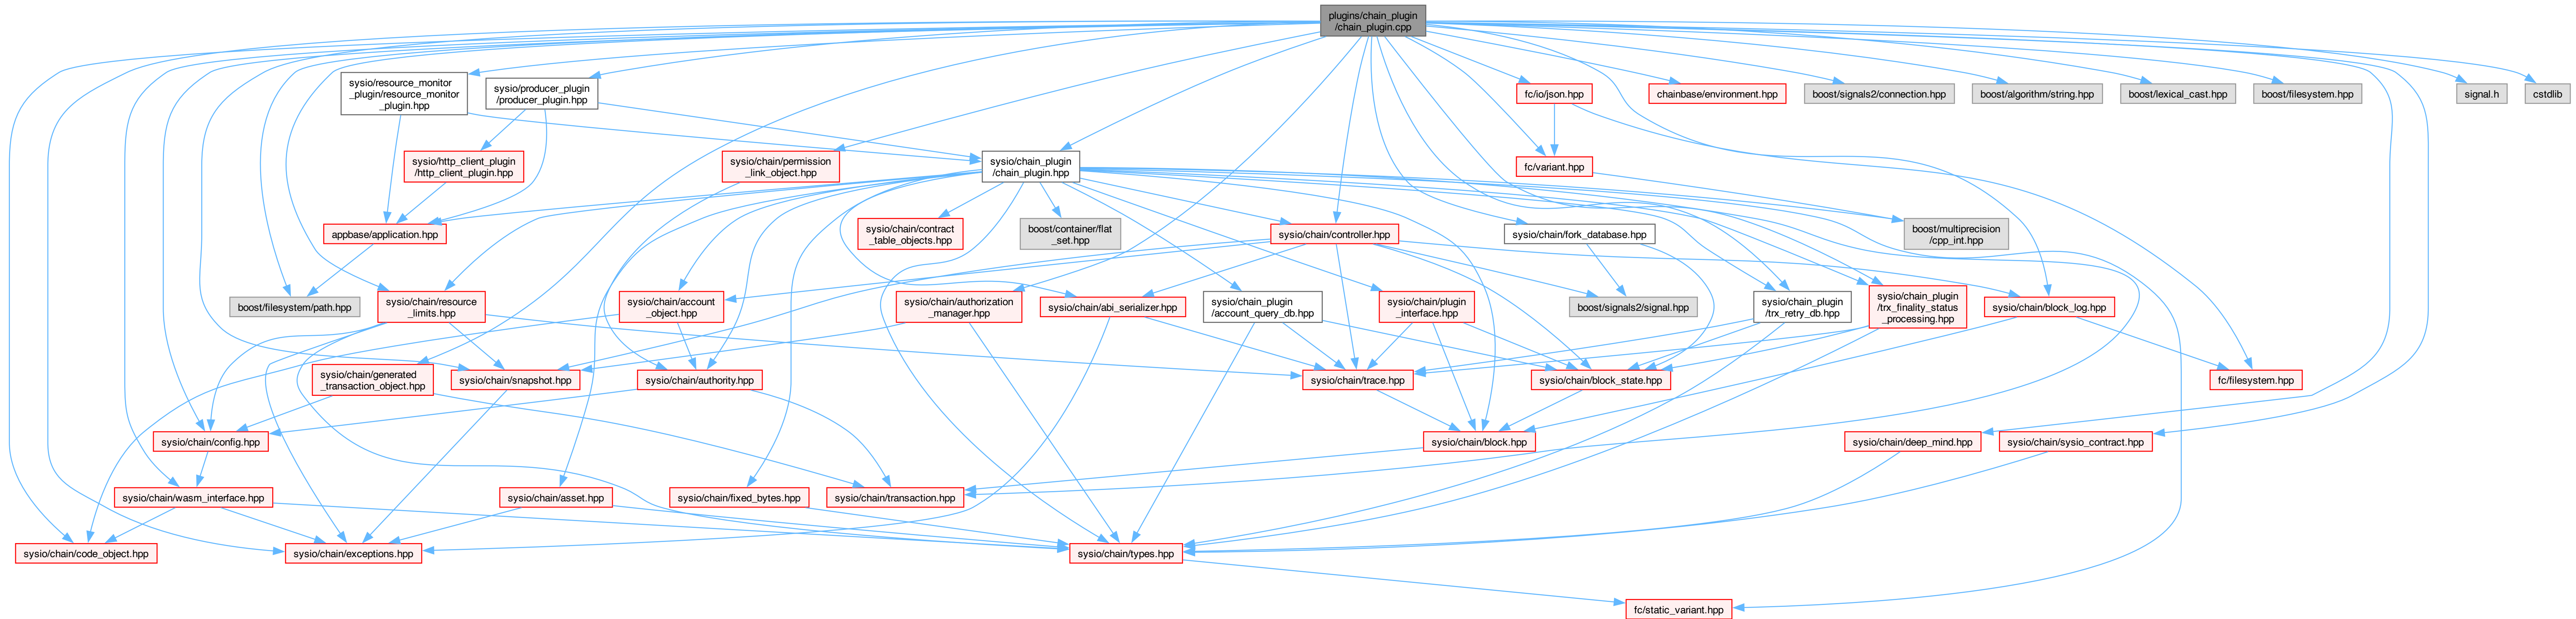 plugins/chain_plugin
/chain_plugin.cpp
sysio/resource_monitor
_plugin/resource_monitor
_plugin.hpp
sysio/producer_plugin
/producer_plugin.hpp
fc/io/json.hpp
chainbase/environment.hpp
boost/signals2/connection.hpp
boost/algorithm/string.hpp
boost/lexical_cast.hpp
boost/filesystem.hpp
signal.h
cstdlib
sysio/http_client_plugin
/http_client_plugin.hpp
sysio/chain/permission
_link_object.hpp
sysio/chain_plugin
/chain_plugin.hpp
fc/variant.hpp
appbase/application.hpp
sysio/chain/contract
_table_objects.hpp
boost/container/flat
_set.hpp
sysio/chain/controller.hpp
sysio/chain/fork_database.hpp
boost/multiprecision
/cpp_int.hpp
boost/filesystem/path.hpp
sysio/chain/resource
_limits.hpp
sysio/chain/account
_object.hpp
sysio/chain/authorization
_manager.hpp
sysio/chain/abi_serializer.hpp
sysio/chain_plugin
/account_query_db.hpp
sysio/chain/plugin
_interface.hpp
boost/signals2/signal.hpp
sysio/chain_plugin
/trx_retry_db.hpp
sysio/chain_plugin
/trx_finality_status
_processing.hpp
sysio/chain/block_log.hpp
sysio/chain/generated
_transaction_object.hpp
sysio/chain/snapshot.hpp
sysio/chain/authority.hpp
sysio/chain/trace.hpp
sysio/chain/block_state.hpp
fc/filesystem.hpp
sysio/chain/config.hpp
sysio/chain/block.hpp
sysio/chain/deep_mind.hpp
sysio/chain/sysio_contract.hpp
sysio/chain/wasm_interface.hpp
sysio/chain/asset.hpp
sysio/chain/fixed_bytes.hpp
sysio/chain/transaction.hpp
sysio/chain/code_object.hpp
sysio/chain/exceptions.hpp
sysio/chain/types.hpp
fc/static_variant.hpp